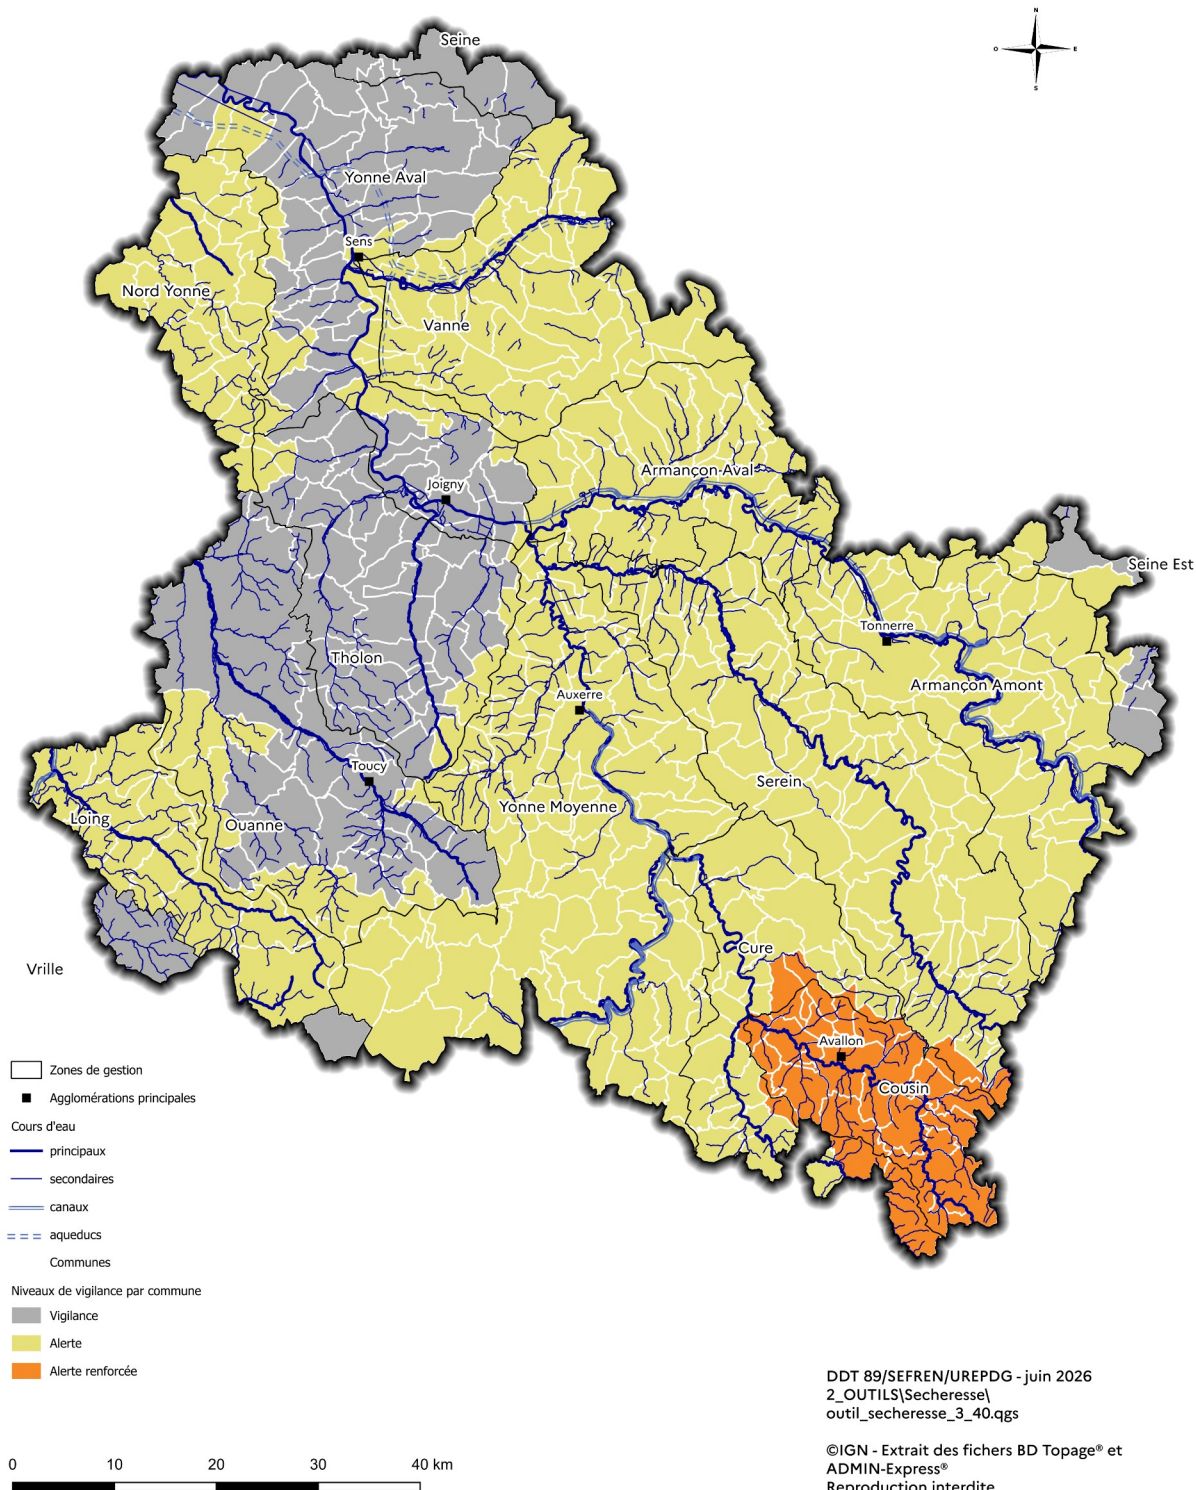 N
O
E
S
Seine
Yonne Aval
Sens
Nord Yonne
Vanne
Armançon Aval
Joigny
Seine Est
Tonnerre
Tholon
Armançon Amont
Auxerre
Toucy
Serein
Yonne Moyenne
Loing
Ouanne
Cure
Vrille
Avallon
Cousin
Zones de gestion
Agglomérations principales
Cours d'eau
principaux
secondaires
canaux
aqueducs
Communes
Niveaux de vigilance par commune
Vigilance
Alerte
Alerte renforcée
DDT 89/SEFREN/UREPDG - juin 2026
2_OUTILS\Secheresse\
outil_secheresse_3_40.qgs
©IGN - Extrait des fichers BD Topage® et
ADMIN-Express®
Reproduction interdite
0 10 20 30 40 km